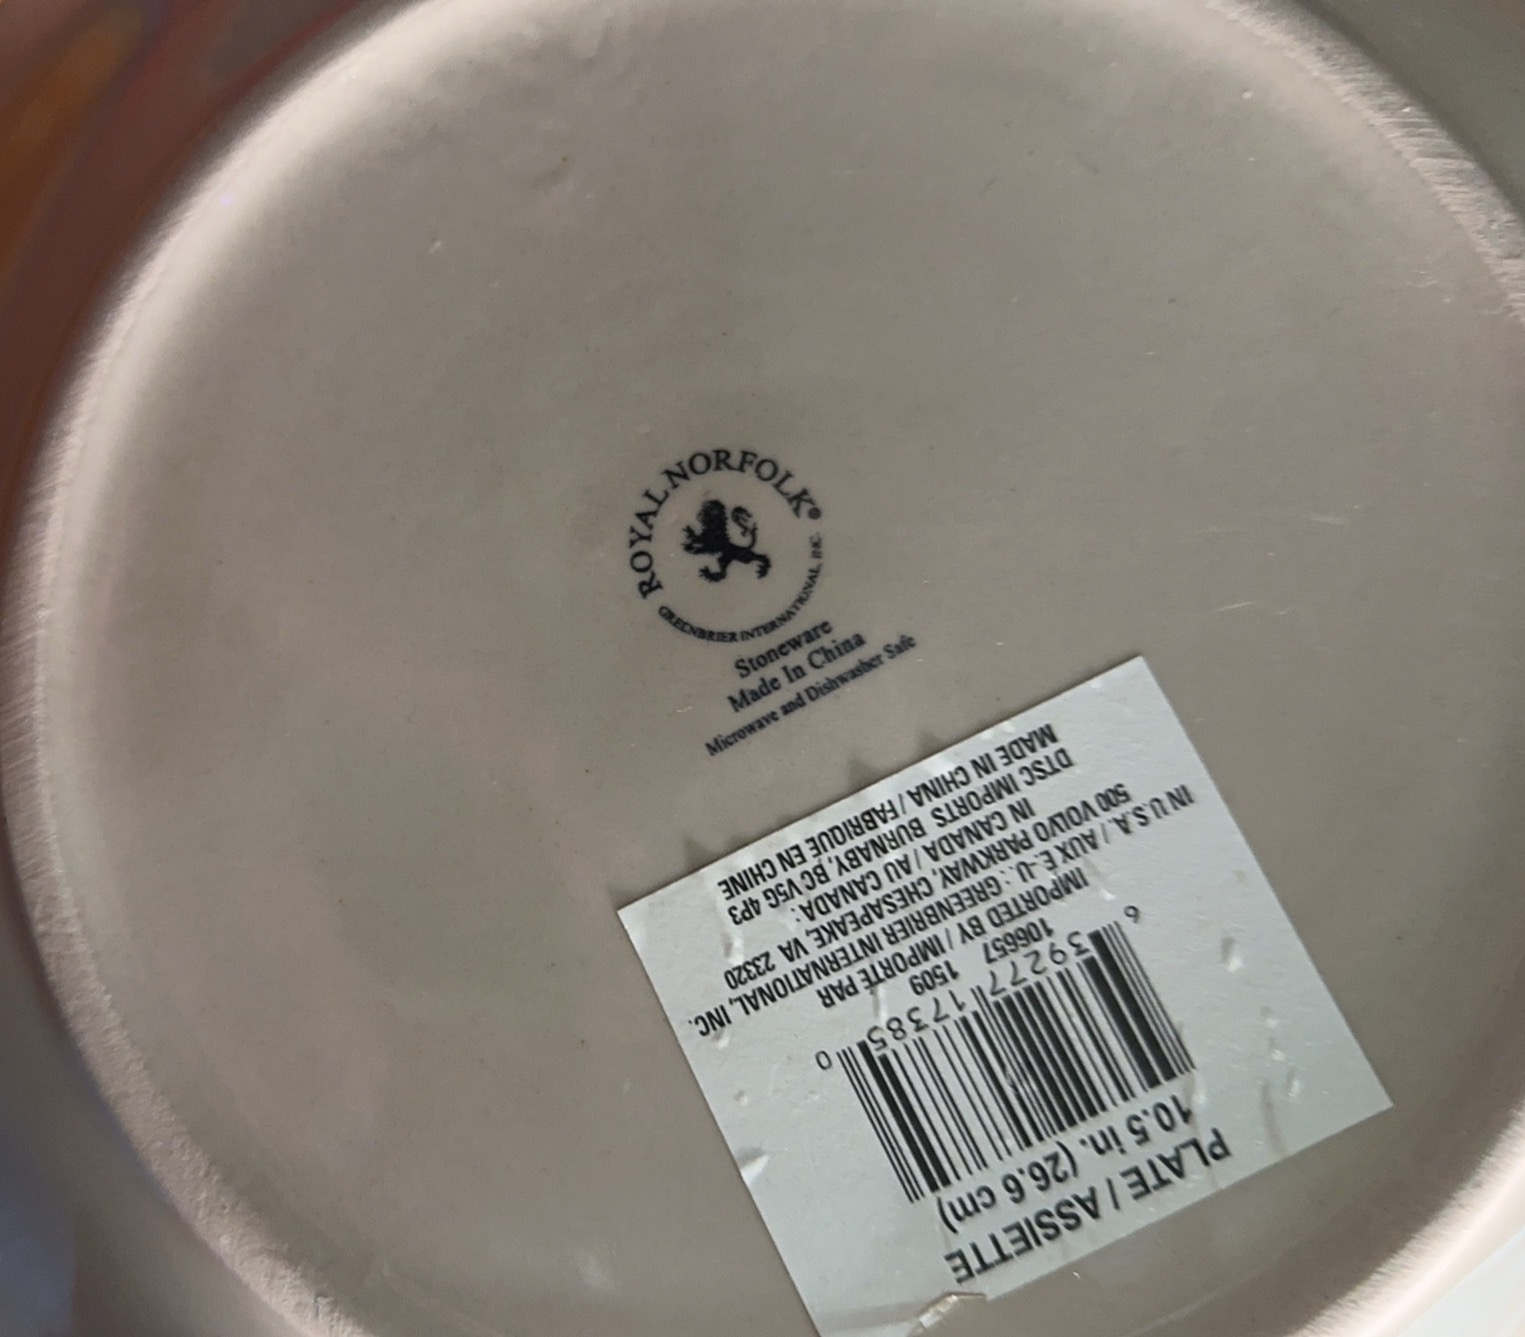 ROYAL NORFOLK®
GREENBRIER INTERNATIONAL, INC.
Stoneware
Made In China
Microwave and Dishwasher Safe
PLATE / ASSIETTE
10.5 in. (26.6 cm)
6 39277 17385 0
106657 1509
IMPORTED BY / IMPORTÉ PAR
IN U.S.A. / AUX E.-U. : GREENBRIER INTERNATIONAL, INC.
500 VOLVO PARKWAY, CHESAPEAKE, VA 23320
IN CANADA / AU CANADA :
DTSC IMPORTS BURNABY, BC V5G 4P3
MADE IN CHINA / FABRIQUE EN CHINE